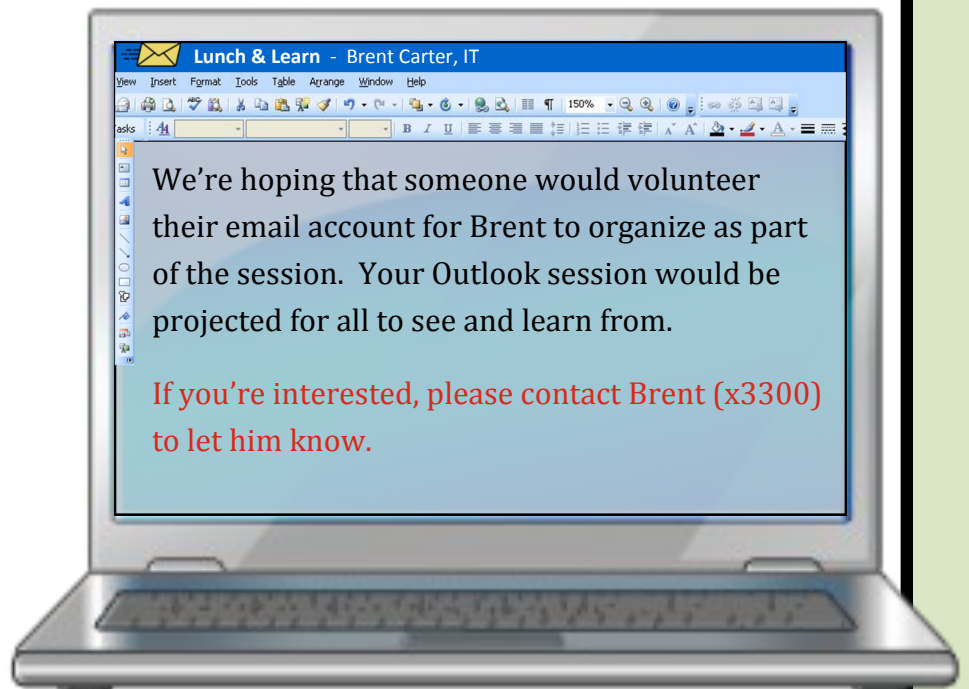 Lunch & Learn - Brent Carter, IT
View Insert Format Tools Table Arrange Window Help
150%
asks
B I U
We’re hoping that someone would volunteer
their email account for Brent to organize as part
of the session.  Your Outlook session would be
projected for all to see and learn from.
If you’re interested, please contact Brent (x3300)
to let him know.